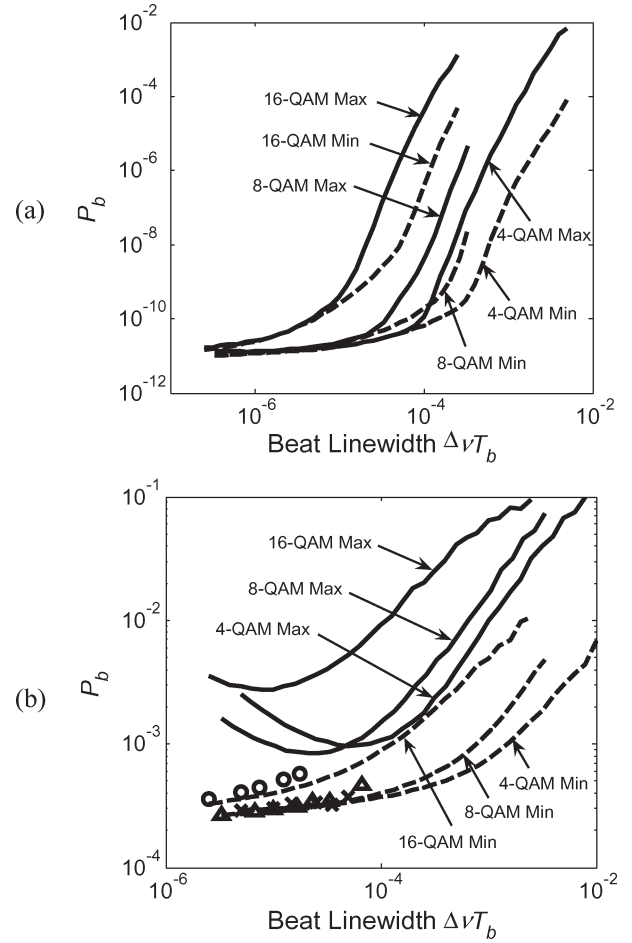 (a)
P_b
10^-2
10^-4
10^-6
10^-8
10^-10
10^-12
16-QAM Max
16-QAM Min
8-QAM Max
4-QAM Max
4-QAM Min
8-QAM Min
10^-6
10^-4
10^-2
Beat Linewidth ΔνT_b
(b)
P_b
10^-1
10^-2
10^-3
10^-4
16-QAM Max
8-QAM Max
4-QAM Max
4-QAM Min
8-QAM Min
16-QAM Min
10^-6
10^-4
10^-2
Beat Linewidth ΔνT_b